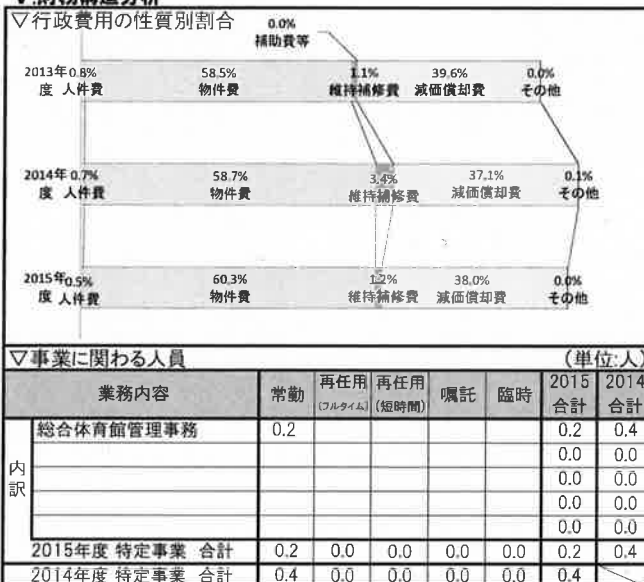 ▽行政費用の性質別割合
0.0%
補助費等
2013年 0.8% 58.5% 1.1% 39.6% 0.0%
度 人件費 物件費 維持補修費 減価償却費 その他
2014年 0.7% 58.7% 3.4% 37.1% 0.1%
度 人件費 物件費 維持補修費 減価償却費 その他
2015年 0.5% 60.3% 1.2% 38.0% 0.0%
度 人件費 物件費 維持補修費 減価償却費 その他
▽事業に関わる人員 (単位:人)
業務内容 常勤 再任用(フルタイム) 再任用(短時間) 嘱託 臨時 2015合計 2014合計
内訳
総合体育館管理事務 0.2 0.2 0.4
0.0 0.0
0.0 0.0
0.0 0.0
0.0 0.0
2015年度 特定事業 合計 0.2 0.0 0.0 0.0 0.0 0.2 0.4
2014年度 特定事業 合計 0.4 0.0 0.0 0.0 0.0 0.4